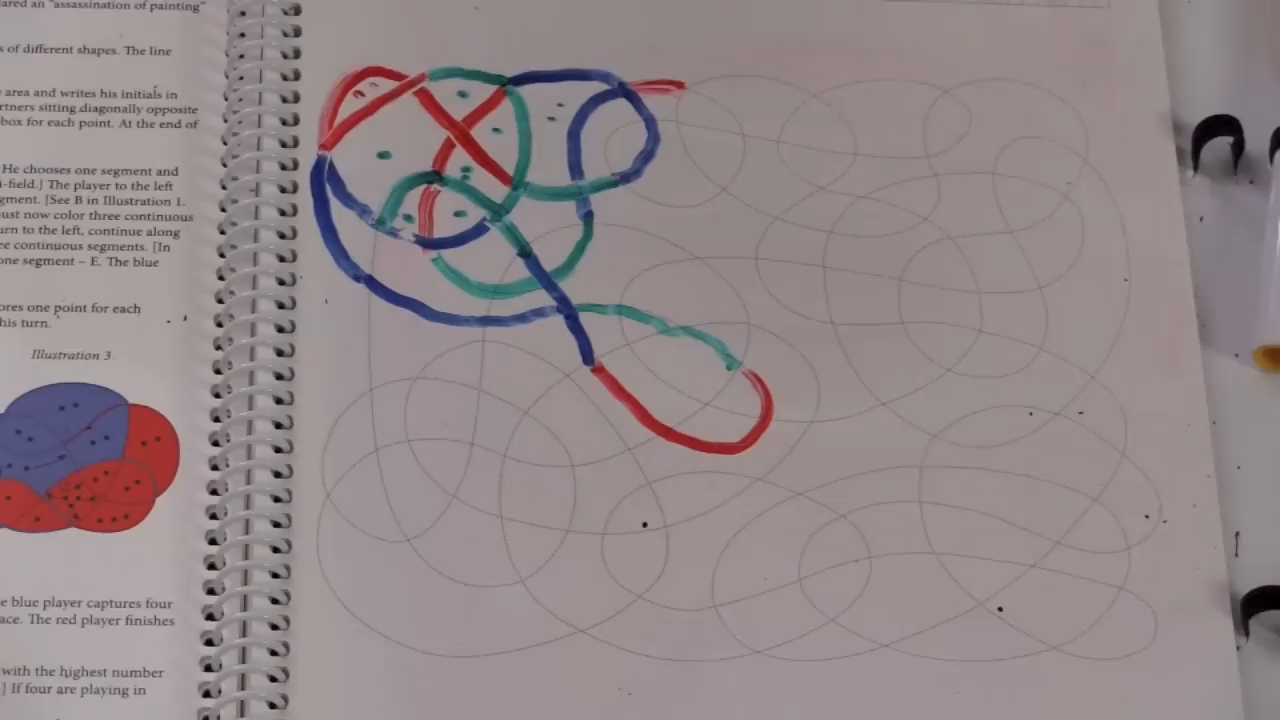 ared an "assassination of painting"
s of different shapes. The line
e area and writes his initials in
rtners sitting diagonally opposite
box for each point. At the end of
He chooses one segment and
i-field.] The player to the left
gment. [See B in Illustration 1.
ust now color three continuous
urn to the left, continue along
ee continuous segments. [In
one segment – E. The blue
ores one point for each
his turn.
Illustration 3
e blue player captures four
ace. The red player finishes
with the highest number
] If four are playing in